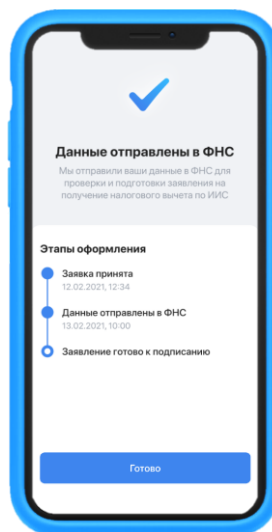 Данные отправлены в ФНС
Мы отправили ваши данные в ФНС для
проверки и подготовки заявления на
получение налогового вычета по ИИС
Этапы оформления
Заявка принята
12.02.2021, 12:34
Данные отправлены в ФНС
13.02.2021, 10:00
Заявление готово к подписанию
Готово